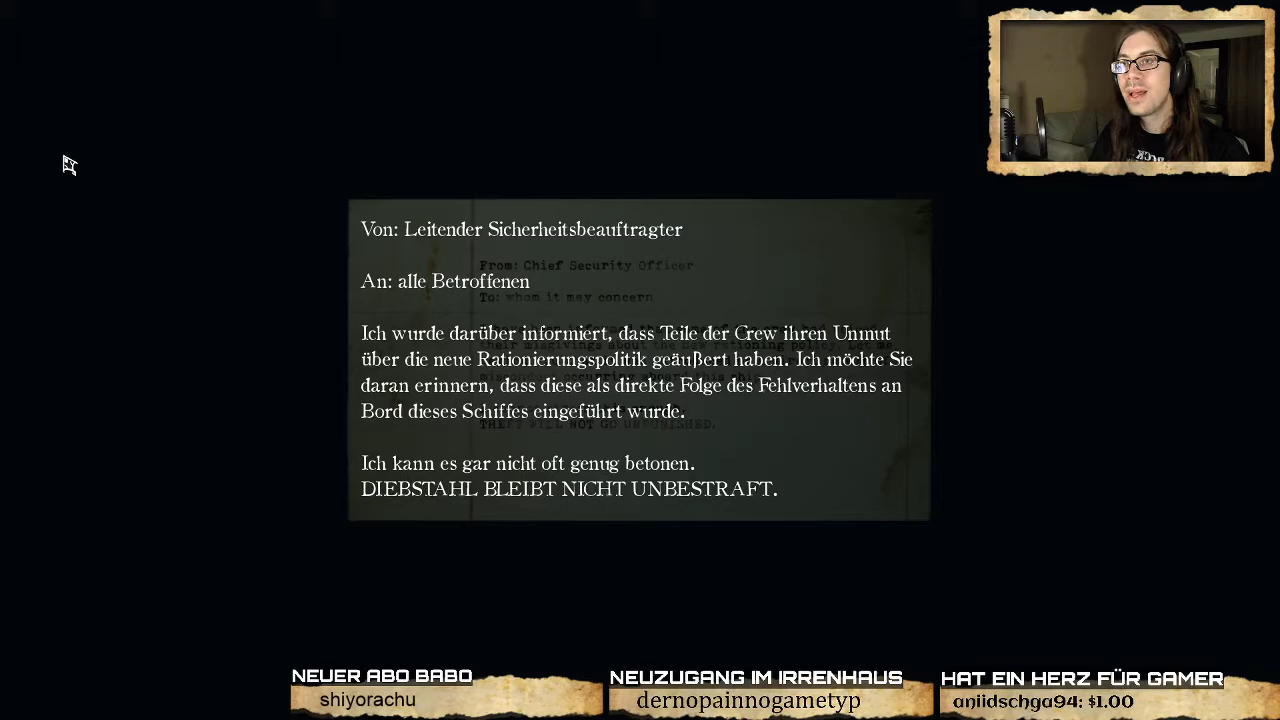 Von: Leitender Sicherheitsbeauftragter
From: Chief Security Officer
An: alle Betroffenen
To: whom it may concern
Ich wurde darüber informiert, dass Teile der Crew ihren Unmut
über die neue Rationierungspolitik geäußert haben. Ich möchte Sie
daran erinnern, dass diese als direkte Folge des Fehlverhaltens an
Bord dieses Schiffes eingeführt wurde.
THEFT WILL NOT GO UNPUNISHED.
Ich kann es gar nicht oft genug betonen.
DIEBSTAHL BLEIBT NICHT UNBESTRAFT.
NEUER ABO BABO
shiyorachu
NEUZUGANG IM IRRENHAUS
dernopainnogametyp
HAT EIN HERZ FÜR GAMER
anjidschga94: $1.00